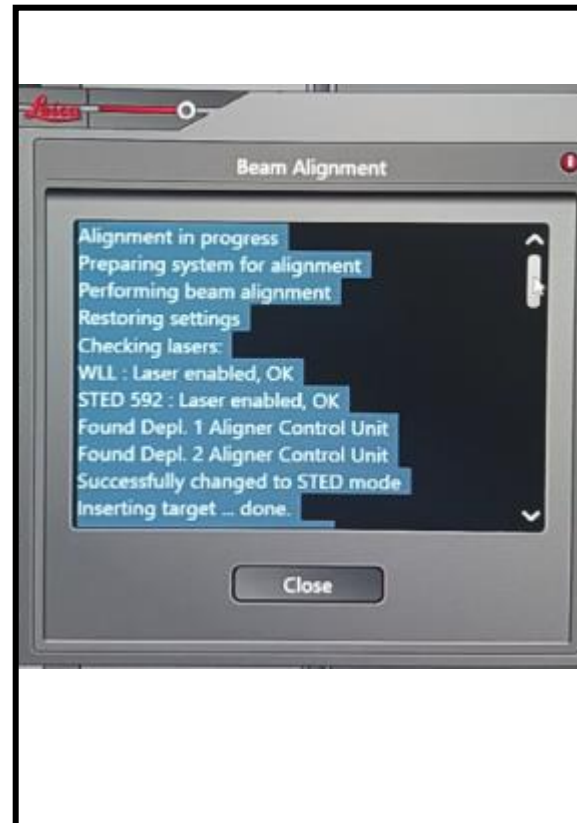 Leica
Beam Alignment
Alignment in progress
Preparing system for alignment
Performing beam alignment
Restoring settings
Checking lasers:
WLL : Laser enabled, OK
STED 592 : Laser enabled, OK
Found Depl. 1 Aligner Control Unit
Found Depl. 2 Aligner Control Unit
Successfully changed to STED mode
Inserting target ... done.
Close